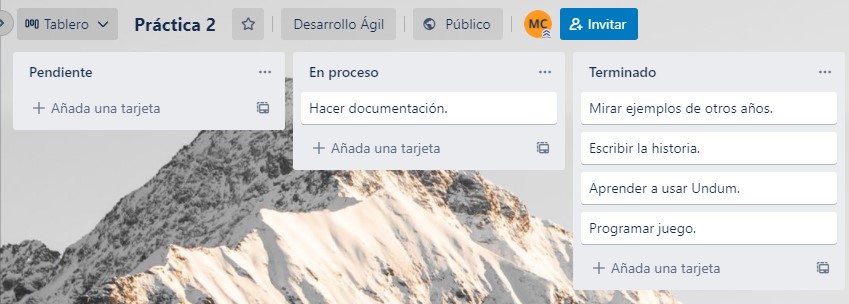 Tablero
Práctica 2
Desarrollo Ágil
Público
MC
Invitar
Pendiente
Añada una tarjeta
En proceso
Hacer documentación.
Añada una tarjeta
Terminado
Mirar ejemplos de otros años.
Escribir la historia.
Aprender a usar Undum.
Programar juego.
Añada una tarjeta